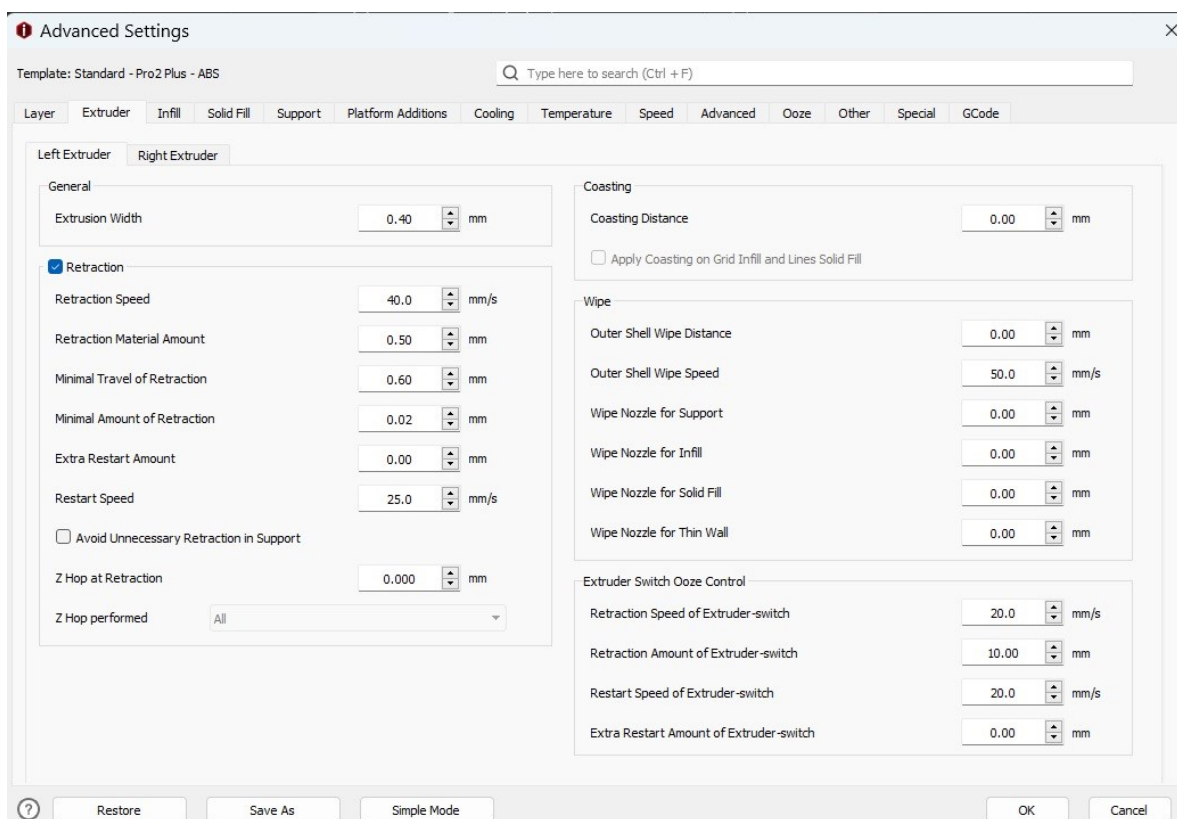 Advanced Settings
Template: Standard - Pro2 Plus - ABS
Type here to search (Ctrl + F)
Layer Extruder Infill Solid Fill Support Platform Additions Cooling Temperature Speed Advanced Ooze Other Special GCode
Left Extruder Right Extruder
General
Extrusion Width 0.40 mm
Retraction
Retraction Speed 40.0 mm/s
Retraction Material Amount 0.50 mm
Minimal Travel of Retraction 0.60 mm
Minimal Amount of Retraction 0.02 mm
Extra Restart Amount 0.00 mm
Restart Speed 25.0 mm/s
Avoid Unnecessary Retraction in Support
Z Hop at Retraction 0.000 mm
Z Hop performed All
Coasting
Coasting Distance 0.00 mm
Apply Coasting on Grid Infill and Lines Solid Fill
Wipe
Outer Shell Wipe Distance 0.00 mm
Outer Shell Wipe Speed 50.0 mm/s
Wipe Nozzle for Support 0.00 mm
Wipe Nozzle for Infill 0.00 mm
Wipe Nozzle for Solid Fill 0.00 mm
Wipe Nozzle for Thin Wall 0.00 mm
Extruder Switch Ooze Control
Retraction Speed of Extruder-switch 20.0 mm/s
Retraction Amount of Extruder-switch 10.00 mm
Restart Speed of Extruder-switch 20.0 mm/s
Extra Restart Amount of Extruder-switch 0.00 mm
? Restore Save As Simple Mode OK Cancel